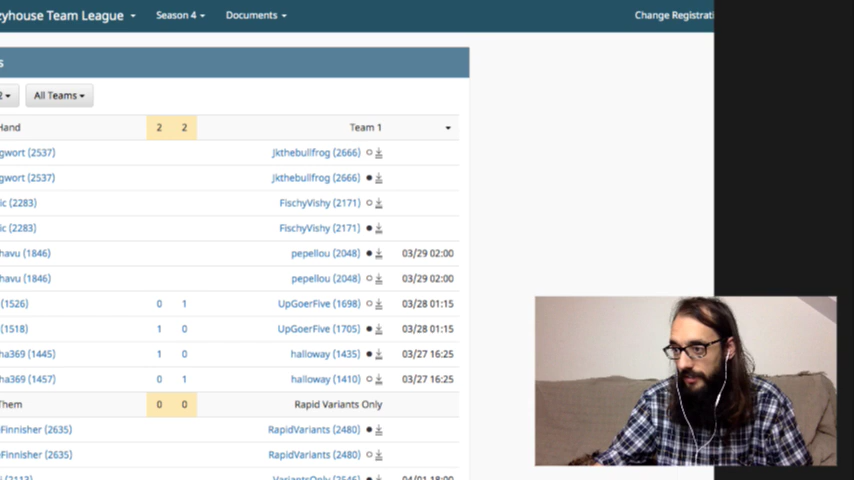 zyhouse Team League Season 4 Documents Change Registrati
s
2 All Teams
Hand 2 2 Team 1
gwort (2537) Jkthebullfrog (2666)
gwort (2537) Jkthebullfrog (2666)
ic (2283) FischyVishy (2171)
ic (2283) FischyVishy (2171)
havu (1846) pepellou (2048) 03/29 02:00
havu (1846) pepellou (2048) 03/29 02:00
(1526) 0 1 UpGoerFive (1698) 03/28 01:15
(1518) 1 0 UpGoerFive (1705) 03/28 01:15
ha369 (1445) 1 0 halloway (1435) 03/27 16:25
ha369 (1457) 0 1 halloway (1410) 03/27 16:25
Them 0 0 Rapid Variants Only
Finnisher (2635) RapidVariants (2480)
Finnisher (2635) RapidVariants (2480)